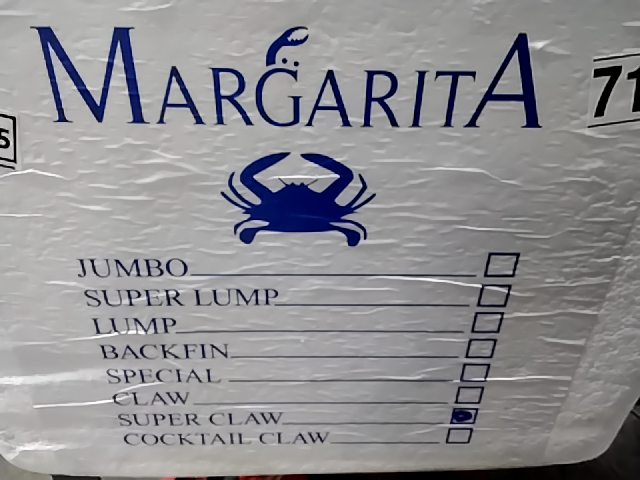 MARGARITA
71
S
JUMBO
SUPER LUMP
LUMP
BACKFIN
SPECIAL
CLAW
SUPER CLAW
COCKTAIL CLAW